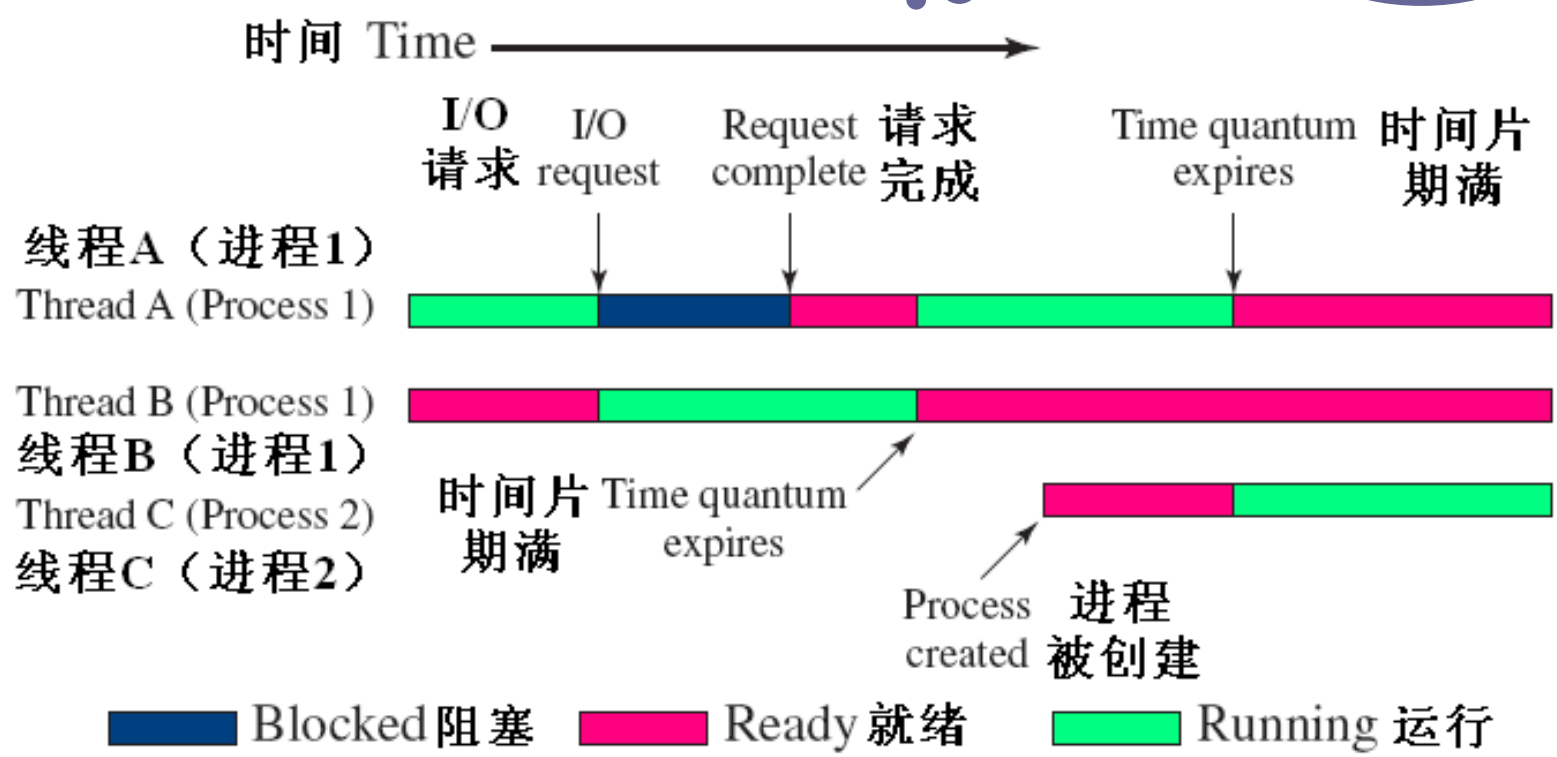 时间 Time
I/O
请求
I/O
request
Request
complete
请求
完成
Time quantum
expires
时间片
期满
线程A（进程1）
Thread A (Process 1)
Thread B (Process 1)
线程B（进程1）
时间片
期满
Time quantum
expires
Thread C (Process 2)
线程C（进程2）
Process
created
进程
被创建
Blocked阻塞
Ready就绪
Running 运行